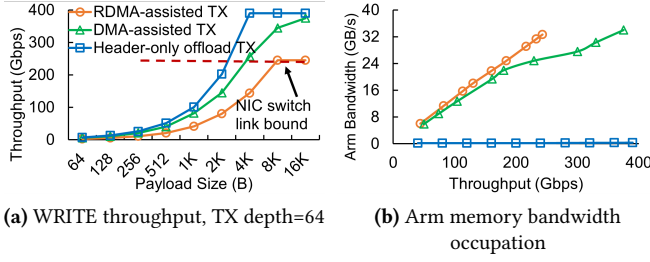 RDMA-assisted TX
DMA-assisted TX
Header-only offload TX
Throughput (Gbps)
400
300
200
100
0
NIC switch
link bound
64
128
256
512
1K
2K
4K
8K
16K
Payload Size (B)
(a) WRITE throughput, TX depth=64
Arm Bandwidth (GB/s)
40
32
24
16
8
0
0
100
200
300
400
Throughput (Gbps)
(b) Arm memory bandwidth
occupation